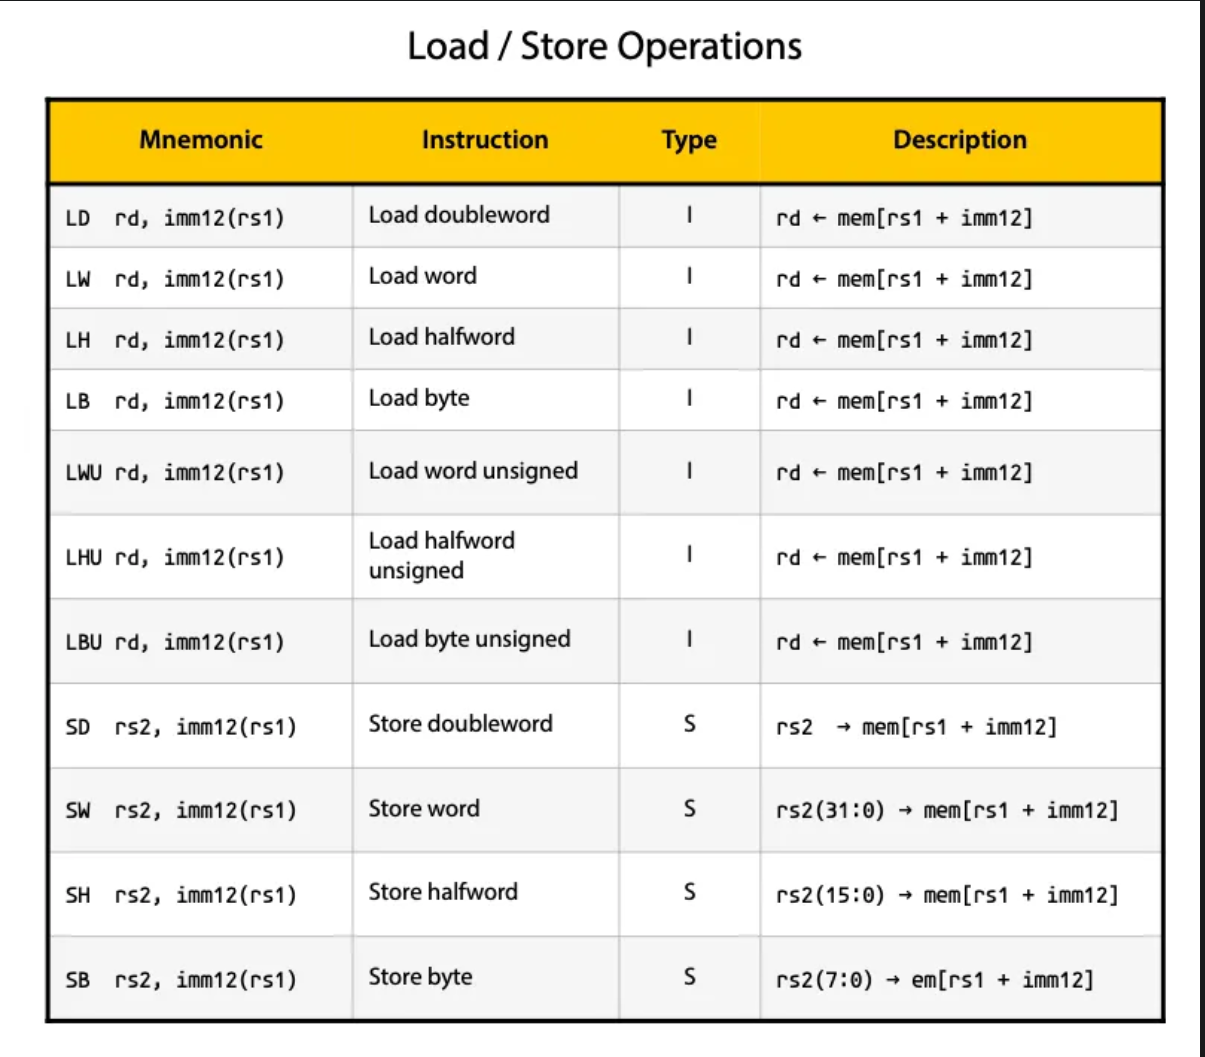 Load / Store Operations
Mnemonic Instruction Type Description
LD rd, imm12(rs1) Load doubleword I rd ← mem[rs1 + imm12]
LW rd, imm12(rs1) Load word I rd ← mem[rs1 + imm12]
LH rd, imm12(rs1) Load halfword I rd ← mem[rs1 + imm12]
LB rd, imm12(rs1) Load byte I rd ← mem[rs1 + imm12]
LWU rd, imm12(rs1) Load word unsigned I rd ← mem[rs1 + imm12]
LHU rd, imm12(rs1) Load halfword unsigned I rd ← mem[rs1 + imm12]
LBU rd, imm12(rs1) Load byte unsigned I rd ← mem[rs1 + imm12]
SD rs2, imm12(rs1) Store doubleword S rs2 → mem[rs1 + imm12]
SW rs2, imm12(rs1) Store word S rs2(31:0) → mem[rs1 + imm12]
SH rs2, imm12(rs1) Store halfword S rs2(15:0) → mem[rs1 + imm12]
SB rs2, imm12(rs1) Store byte S rs2(7:0) → em[rs1 + imm12]